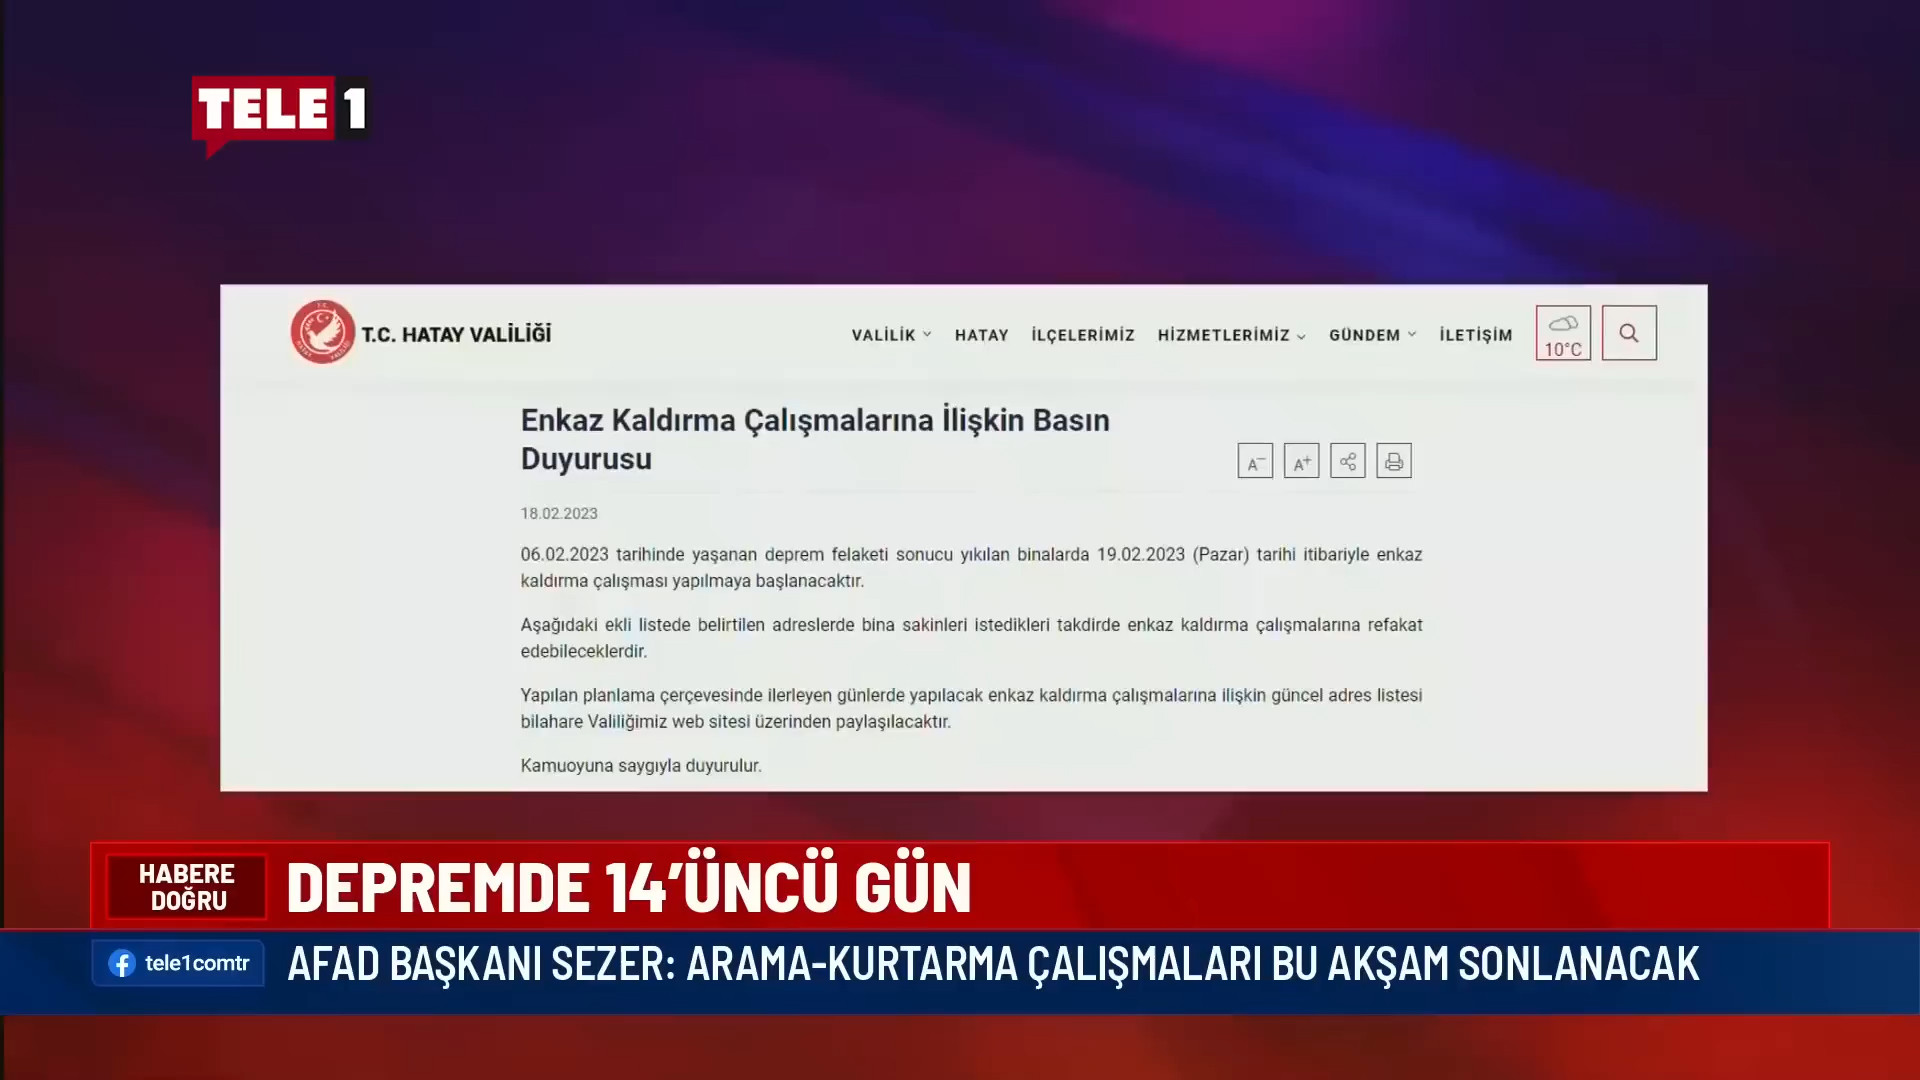 TELE 1
T.C. HATAY VALİLİĞİ
VALİLİK HATAY İLÇELERİMİZ HİZMETLERİMİZ GÜNDEM İLETİŞİM
10°C
Enkaz Kaldırma Çalışmalarına İlişkin Basın
Duyurusu
A- A+
18.02.2023
06.02.2023 tarihinde yaşanan deprem felaketi sonucu yıkılan binalarda 19.02.2023 (Pazar) tarihi itibariyle enkaz
kaldırma çalışması yapılmaya başlanacaktır.
Aşağıdaki ekli listede belirtilen adreslerde bina sakinleri istedikleri takdirde enkaz kaldırma çalışmalarına refakat
edebileceklerdir.
Yapılan planlama çerçevesinde ilerleyen günlerde yapılacak enkaz kaldırma çalışmalarına ilişkin güncel adres listesi
bilahare Valiliğimiz web sitesi üzerinden paylaşılacaktır.
Kamuoyuna saygıyla duyurulur.
HABERE
DOĞRU
DEPREMDE 14'ÜNCÜ GÜN
tele1comtr
AFAD BAŞKANI SEZER: ARAMA-KURTARMA ÇALIŞMALARI BU AKŞAM SONLANACAK